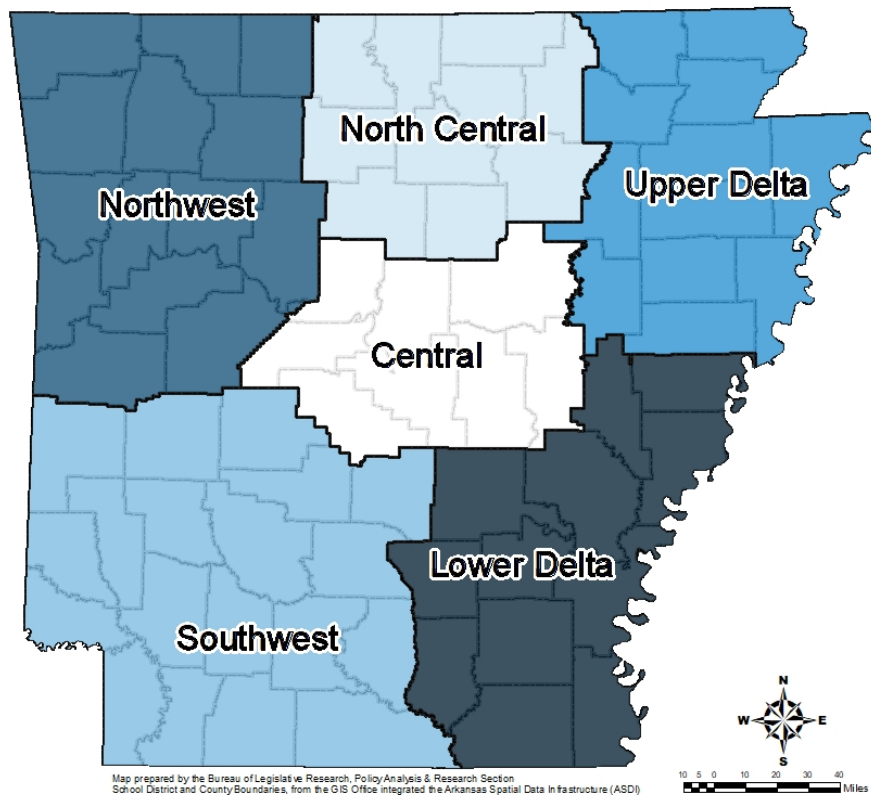 North Central
Upper Delta
Northwest
Central
Lower Delta
Southwest
N
W E
S
Map prepared by the Bureau of Legislative Research, Policy Analysis & Research Section
School District and County Boundaries, from the GIS Office integrated the Arkansas Spatial Data Infrastructure (ASDI)
10 5 0 10 20 30 40
Miles